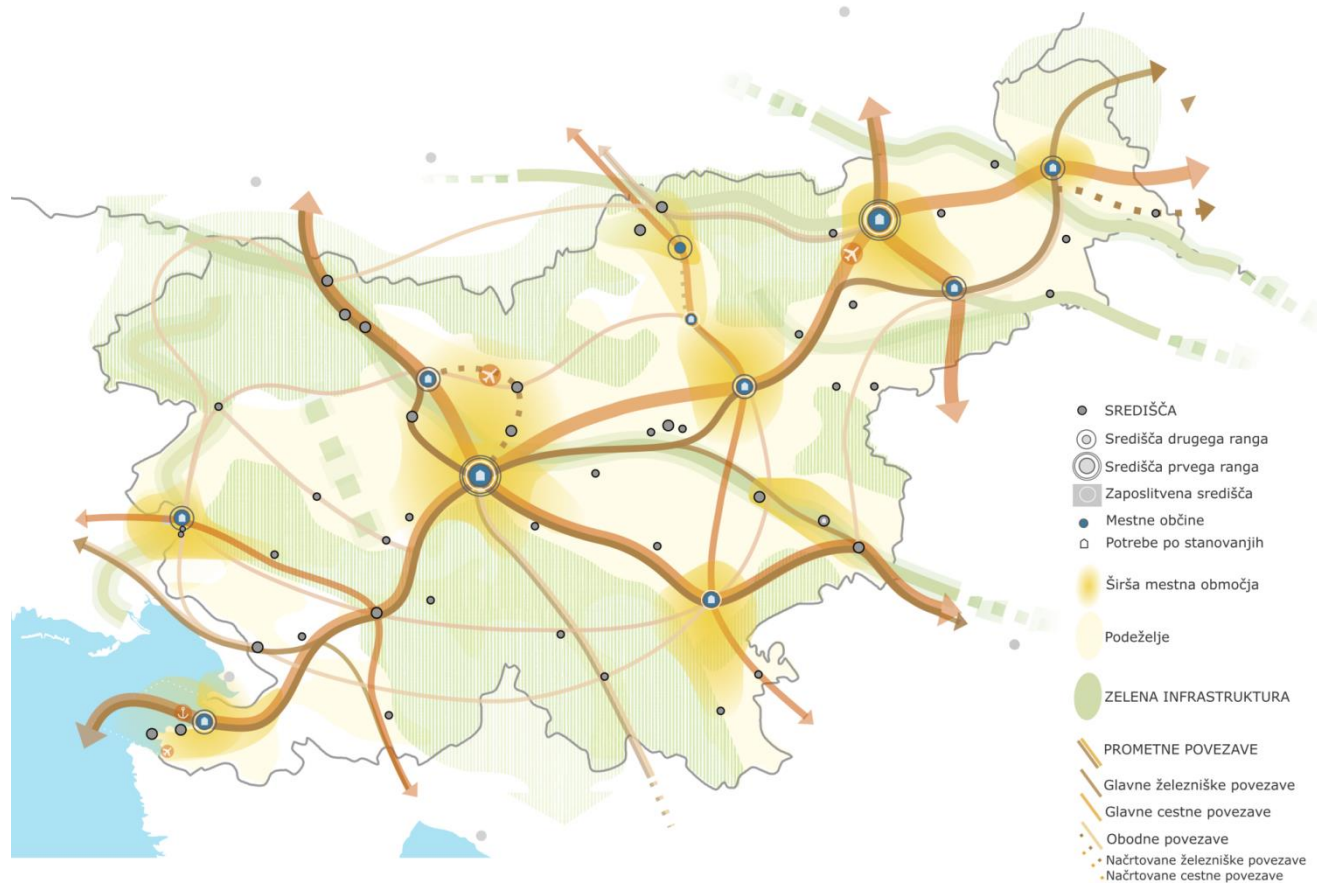 SREDIŠČA
Središča drugega ranga
Središča prvega ranga
Zaposlitvena središča
Mestne občine
Potrebe po stanovanjih
Širša mestna območja
Podeželje
ZELENA INFRASTRUKTURA
PROMETNE POVEZAVE
Glavne železniške povezave
Glavne cestne povezave
Obodne povezave
Načrtovane železniške povezave
Načrtovane cestne povezave